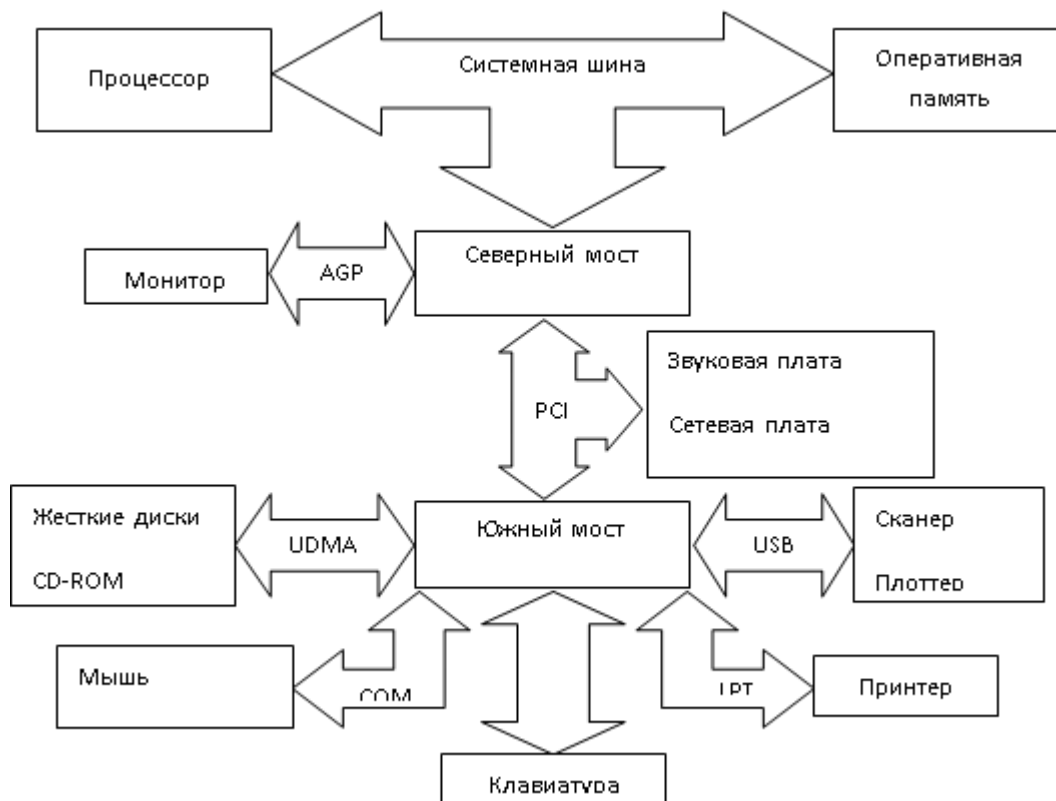 Процессор
Системная шина
Оперативная
память
Северный мост
Монитор
AGP
Звуковая плата
PCI
Сетевая плата
Жесткие диски
CD-ROM
UDMA
Южный мост
USB
Сканер
Плоттер
Мышь
COM
LPT
Принтер
Клавиатура